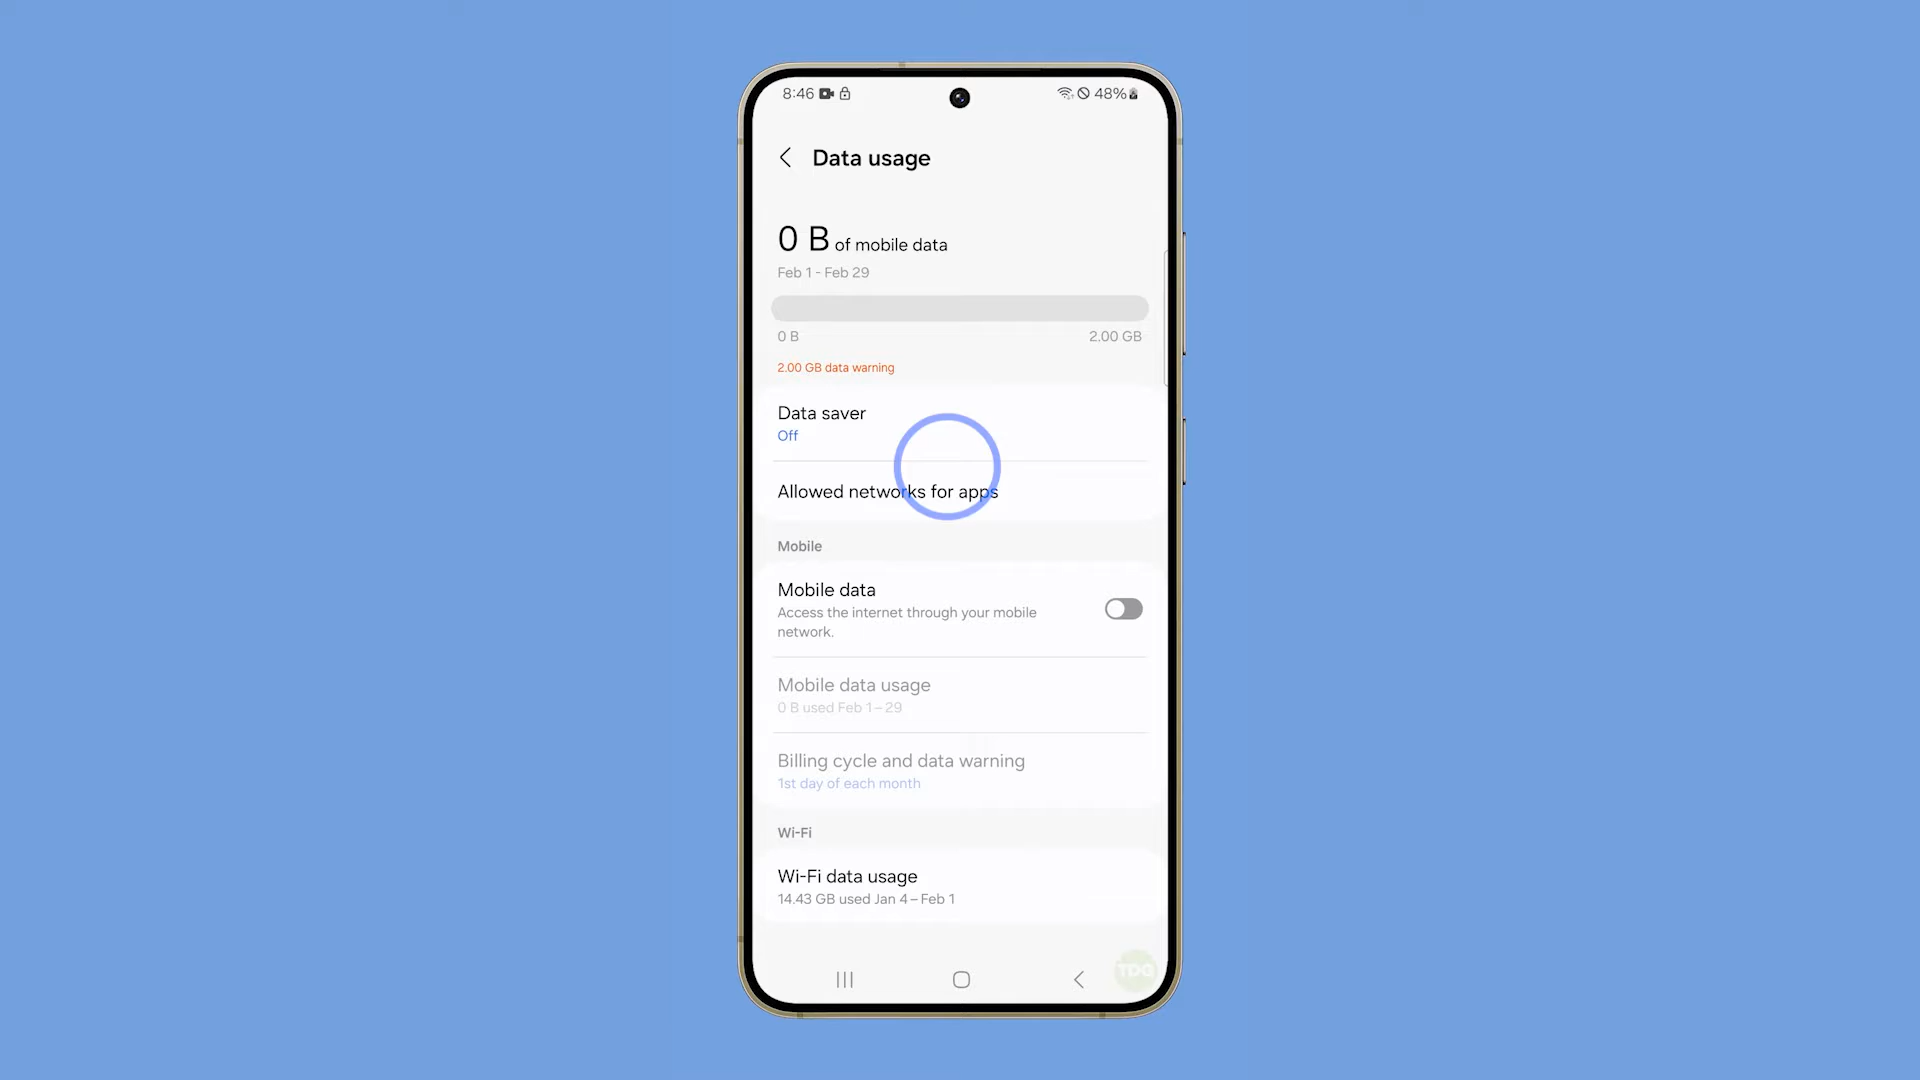 8:46
48%
Data usage
0 B of mobile data
Feb 1 - Feb 29
0 B
2.00 GB
2.00 GB data warning
Data saver
Off
Allowed networks for apps
Mobile
Mobile data
Access the internet through your mobile
network.
Mobile data usage
0 B used Feb 1 – 29
Billing cycle and data warning
1st day of each month
Wi-Fi
Wi-Fi data usage
14.43 GB used Jan 4 – Feb 1
TDG